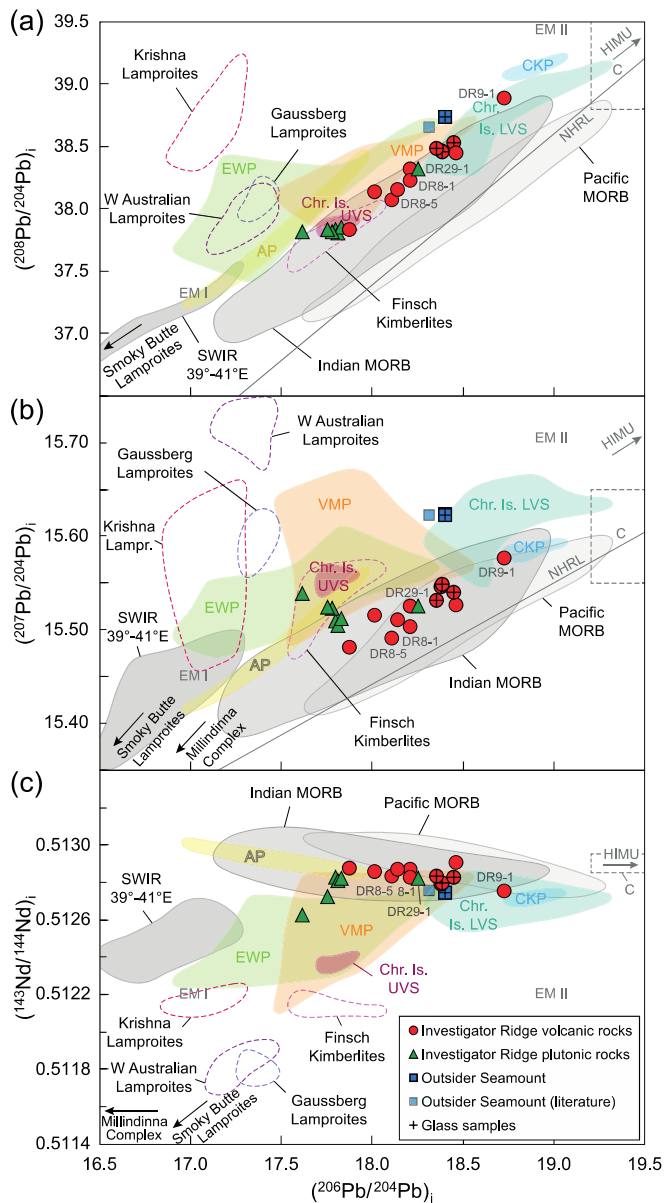 (a)
39.5
39.0
38.5
38.0
37.5
37.0
(²⁰⁸Pb/²⁰⁴Pb)i
EM II
HIMU
C
CKP
Krishna
Lamproites
DR9-1
Chr.
Is. LVS
Gaussberg
Lamproites
NHRL
VMP
EWP
DR29-1
Pacific
MORB
DR8-1
W Australian
Lamproites
Chr. Is.
UVS
DR8-5
AP
EM I
Finsch
Kimberlites
SWIR
39°-41°E
Indian MORB
Smoky Butte
Lamproites
(b)
15.70
15.60
15.50
15.40
(²⁰⁷Pb/²⁰⁴Pb)i
W Australian
Lamproites
EM II
HIMU
Gaussberg
Lamproites
VMP
Chr. Is. LVS
Krishna
Lampr.
C
CKP
Chr. Is.
UVS
NHRL
DR9-1
DR29-1
EWP
SWIR
39°-41°E
Pacific
MORB
DR8-1
DR8-5
AP
EM I
Indian MORB
Smoky Butte
Lamproites
Millindinna
Complex
Finsch
Kimberlites
(c)
0.5130
0.5126
0.5122
0.5118
0.5114
(¹⁴³Nd/¹⁴⁴Nd)i
Indian MORB
Pacific MORB
HIMU
AP
C
SWIR
39°-41°E
DR9-1
DR8-5
8-1
CKP
DR29-1
Chr.
Is. LVS
VMP
EWP
Chr. Is.
UVS
EM I
EM II
Krishna
Lamproites
Finsch
Kimberlites
W Australian
Lamproites
Gaussberg
Lamproites
Smoky Butte
Lamproites
Millindinna
Complex
Investigator Ridge volcanic rocks
Investigator Ridge plutonic rocks
Outsider Seamount
Outsider Seamount (literature)
Glass samples
16.5 17.0 17.5 18.0 18.5 19.0 19.5
(²⁰⁶Pb/²⁰⁴Pb)i